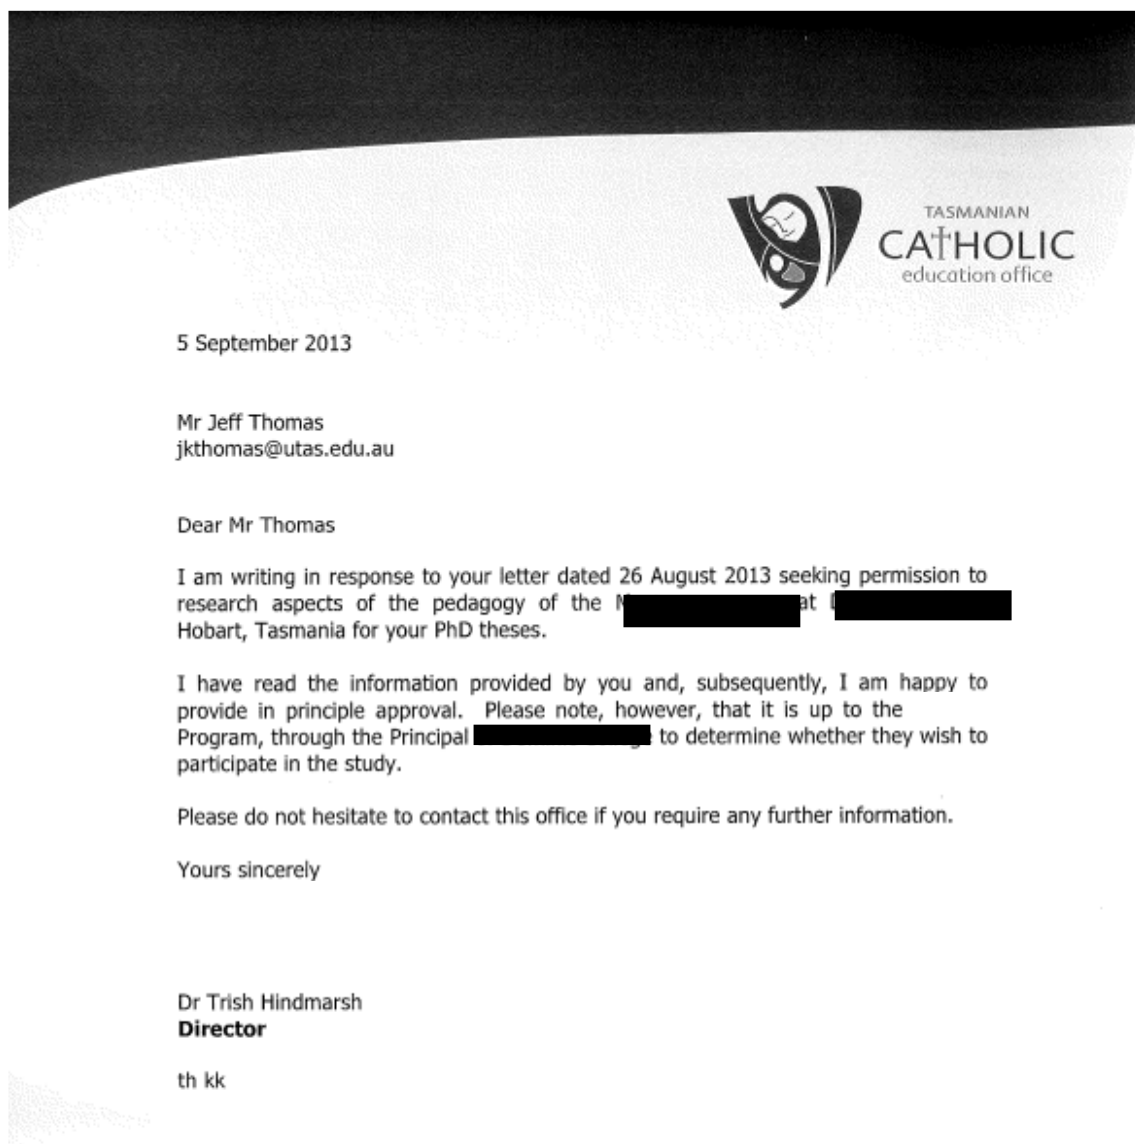 TASMANIAN
CATHOLIC
education office
5 September 2013
Mr Jeff Thomas
jkthomas@utas.edu.au
Dear Mr Thomas
I am writing in response to your letter dated 26 August 2013 seeking permission to
research aspects of the pedagogy of the at
Hobart, Tasmania for your PhD theses.
I have read the information provided by you and, subsequently, I am happy to
provide in principle approval. Please note, however, that it is up to the
Program, through the Principal to determine whether they wish to
participate in the study.
Please do not hesitate to contact this office if you require any further information.
Yours sincerely
Dr Trish Hindmarsh
Director
th kk